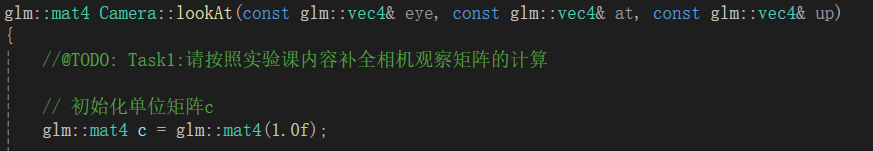 glm::mat4 Camera::lookAt(const glm::vec4& eye, const glm::vec4& at, const glm::vec4& up)
{
//@TODO: Task1:请按照实验课内容补全相机观察矩阵的计算
// 初始化单位矩阵c
glm::mat4 c = glm::mat4(1.0f);